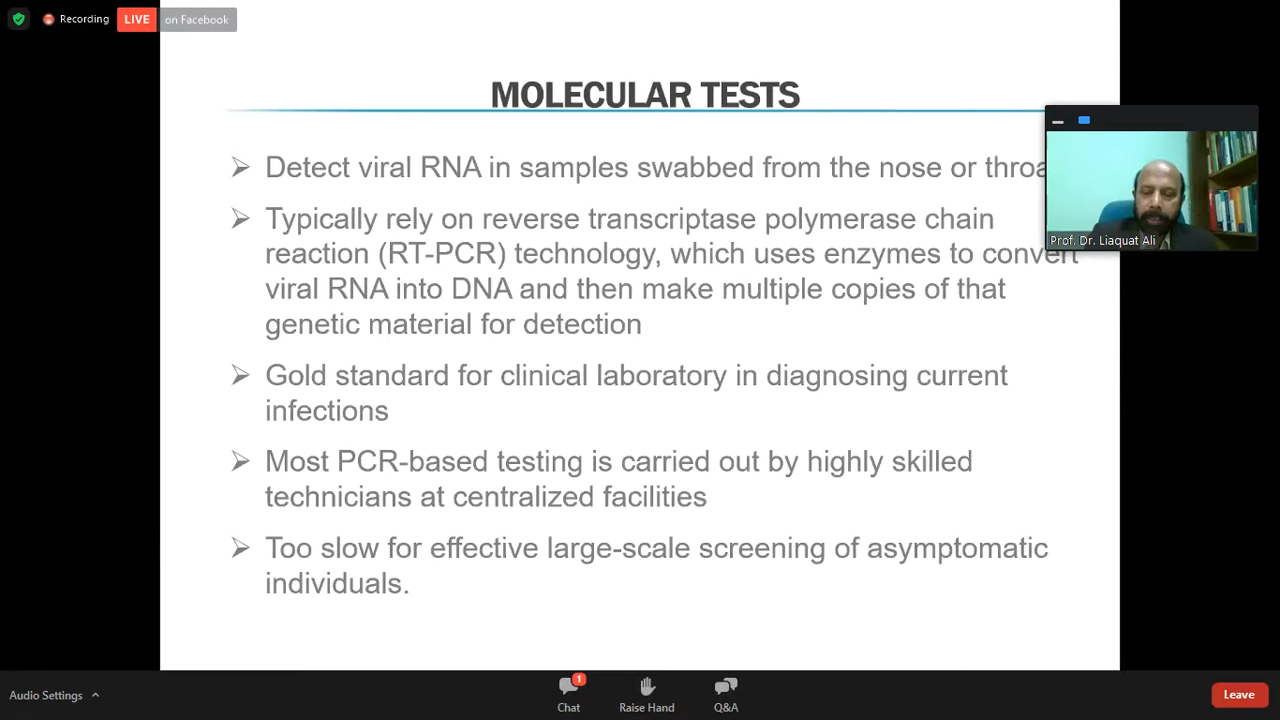 Recording LIVE on Facebook
MOLECULAR TESTS
Detect viral RNA in samples swabbed from the nose or throa
Typically rely on reverse transcriptase polymerase chain
reaction (RT-PCR) technology, which uses enzymes to convert
viral RNA into DNA and then make multiple copies of that
genetic material for detection
Gold standard for clinical laboratory in diagnosing current
infections
Most PCR-based testing is carried out by highly skilled
technicians at centralized facilities
Too slow for effective large-scale screening of asymptomatic
individuals.
Prof. Dr. Liaquat Ali
Audio Settings
1
Chat
Raise Hand
Q&A
Leave